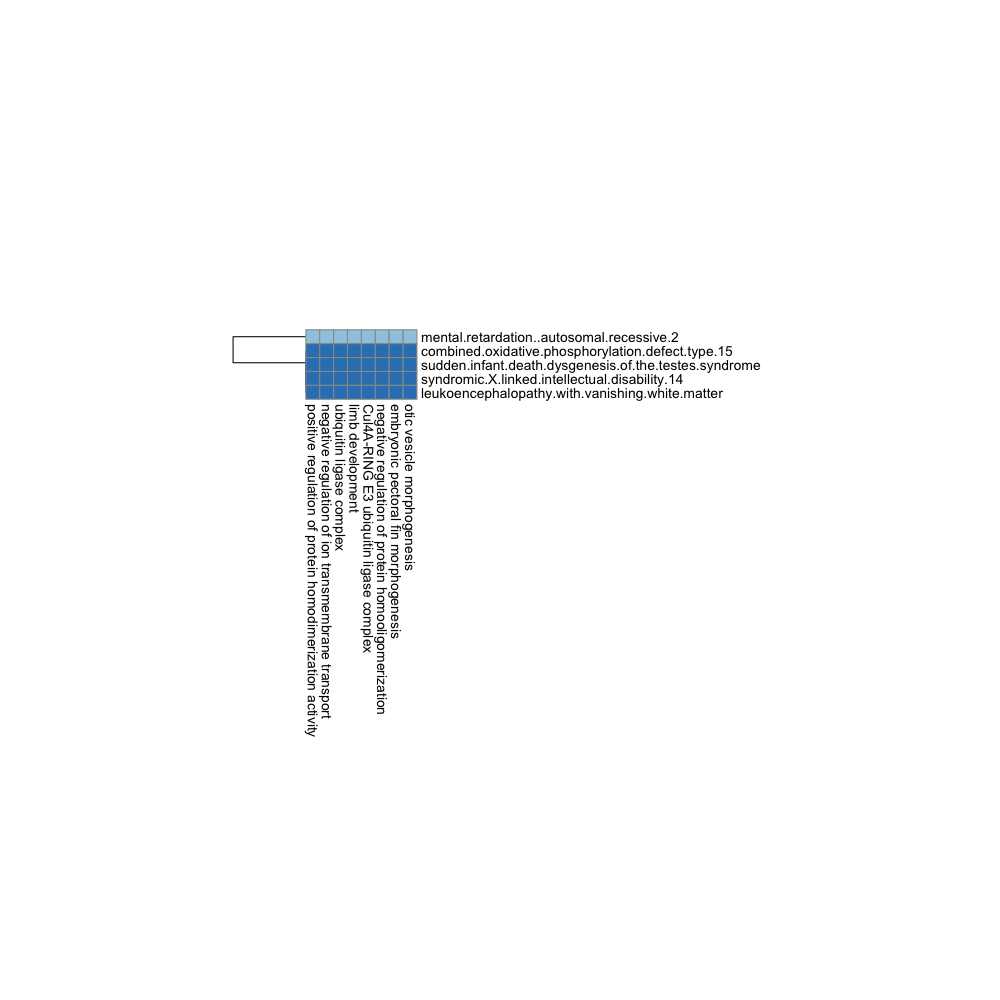 mental.retardation..autosomal.recessive.2
combined.oxidative.phosphorylation.defect.type.15
sudden.infant.death.dysgenesis.of.the.testes.syndrome
syndromic.X.linked.intellectual.disability.14
leukoencephalopathy.with.vanishing.white.matter
positive regulation of protein homodimerization activity
negative regulation of ion transmembrane transport
ubiquitin ligase complex
limb development
Cul4A-RING E3 ubiquitin ligase complex
negative regulation of protein homooligomerization
embryonic pectoral fin morphogenesis
otic vesicle morphogenesis